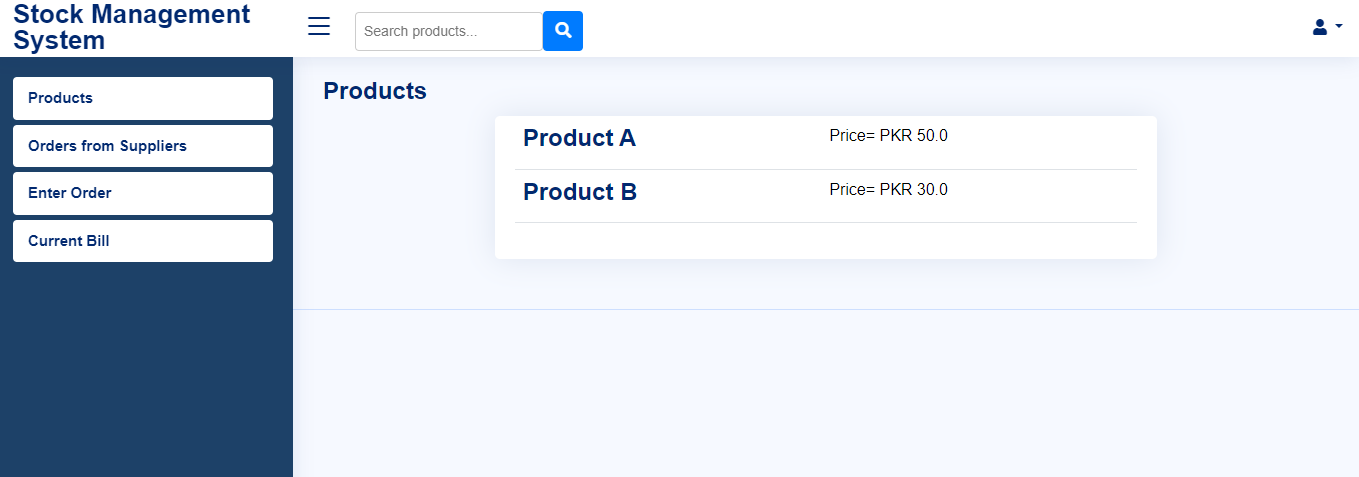 Stock Management
System
Search products...
Products
Orders from Suppliers
Enter Order
Current Bill
Products
Product A Price= PKR 50.0
Product B Price= PKR 30.0